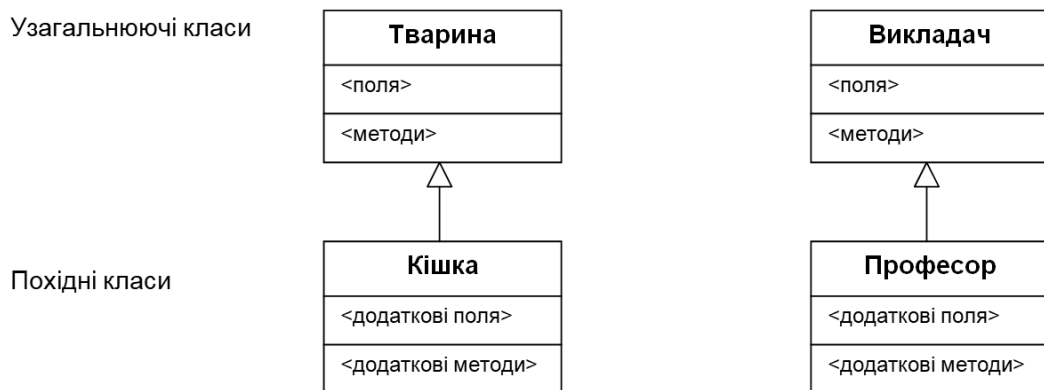 Узагальнюючі класи
Тварина
Викладач
<поля>
<поля>
<методи>
<методи>
Похідні класи
Кішка
Професор
<додаткові поля>
<додаткові поля>
<додаткові методи>
<додаткові методи>